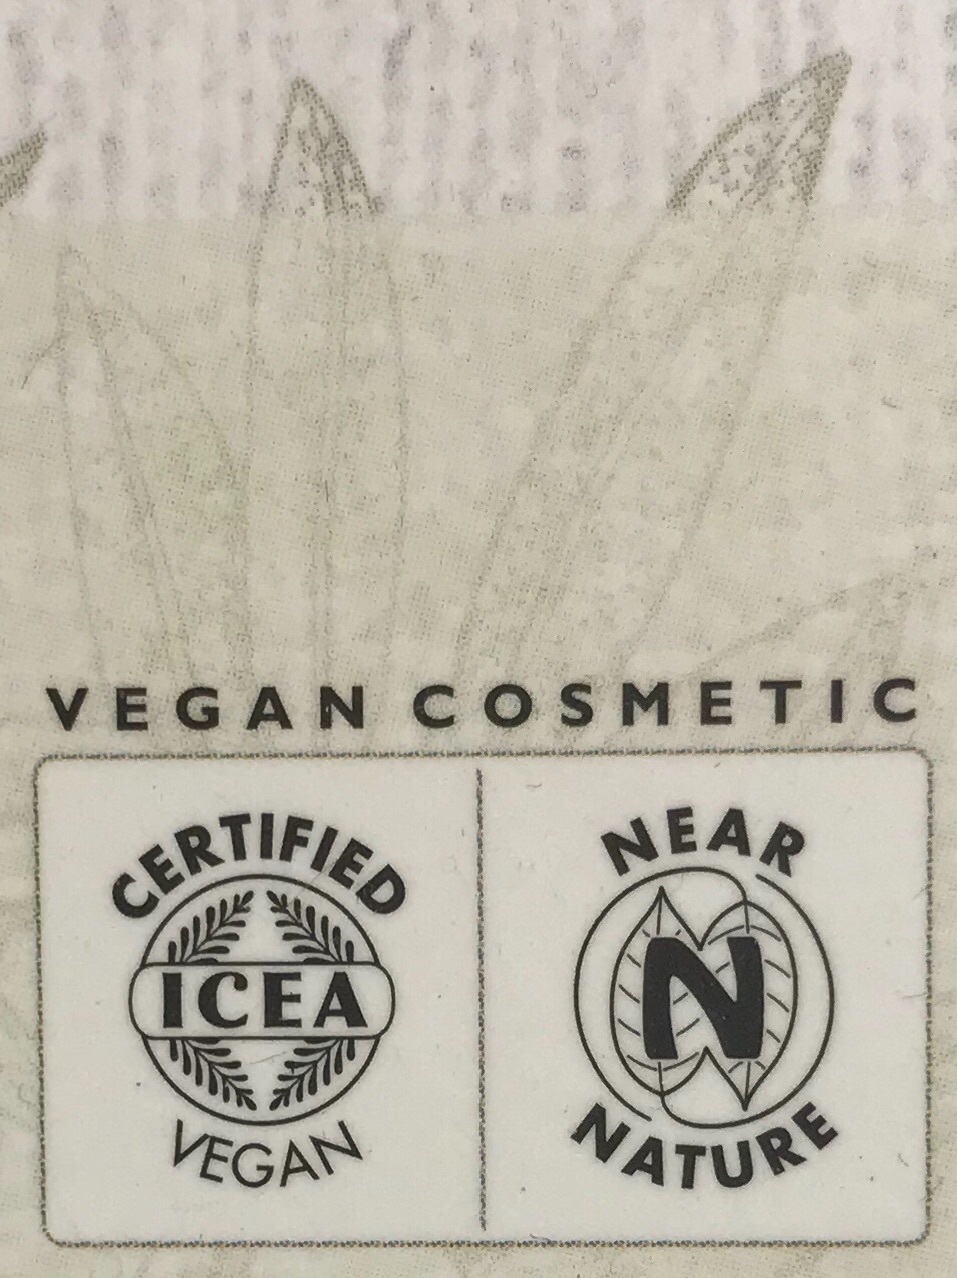 VEGAN COSMETIC
CERTIFIED
ICEA
VEGAN
NEAR
N
NATURE